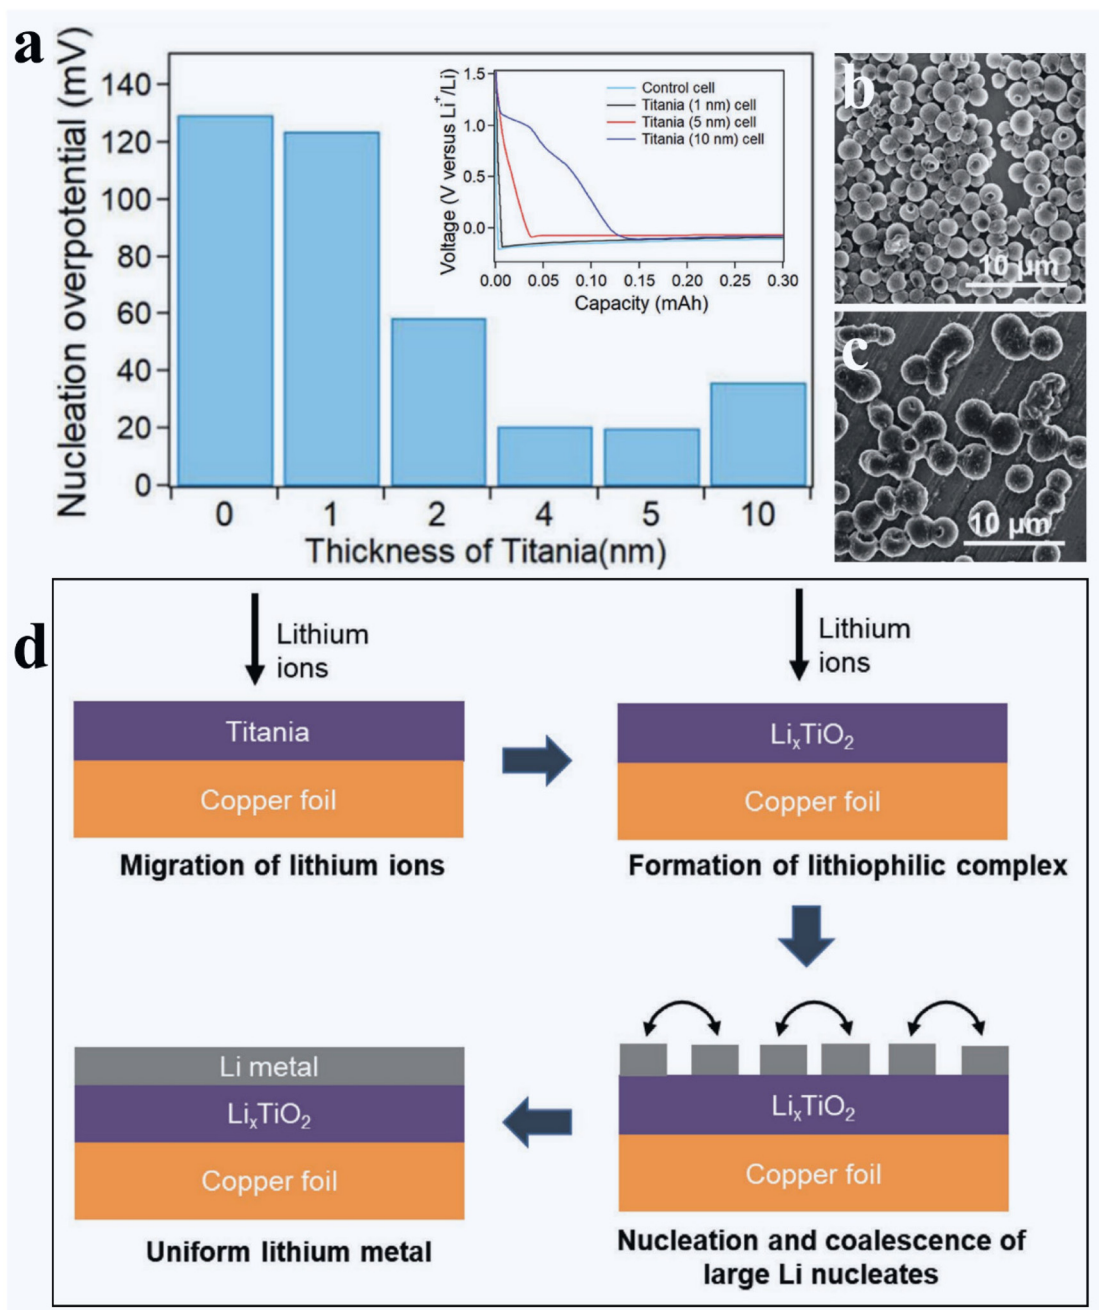 a
Nucleation overpotential (mV)
140
120
100
80
60
40
20
0
0 1 2 4 5 10
Thickness of Titania(nm)
Voltage (V versus Li⁺/Li)
1.5
1.0
0.5
0.0
Control cell
Titania (1 nm) cell
Titania (5 nm) cell
Titania (10 nm) cell
0.00 0.05 0.10 0.15 0.20 0.25 0.30
Capacity (mAh)
b
10 μm
c
10 μm
d
Lithium
ions
Titania
Copper foil
Migration of lithium ions
Lithium
ions
LiₓTiO₂
Copper foil
Formation of lithiophilic complex
LiₓTiO₂
Copper foil
Nucleation and coalescence of
large Li nucleates
Li metal
LiₓTiO₂
Copper foil
Uniform lithium metal